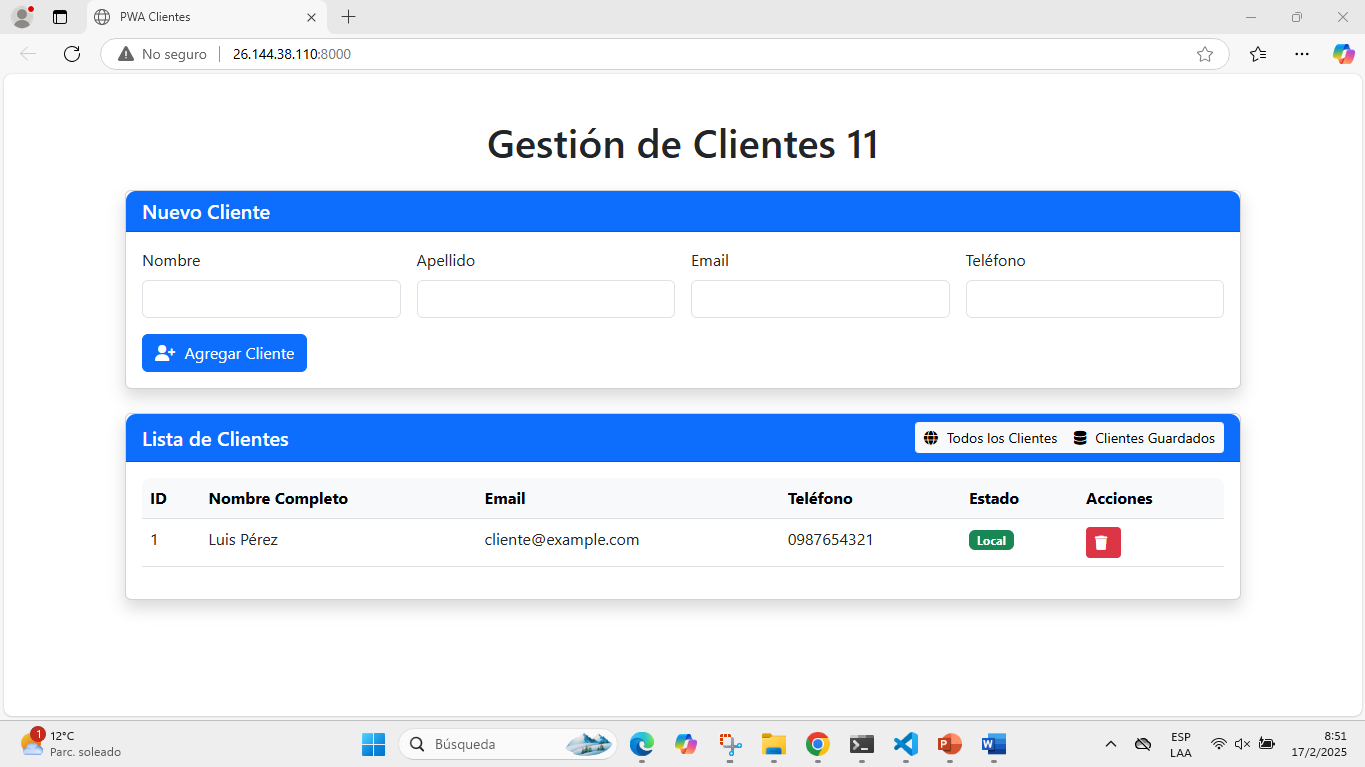 PWA Clientes
No seguro 26.144.38.110:8000
Gestión de Clientes 11
Nuevo Cliente
Nombre Apellido Email Teléfono
Agregar Cliente
Lista de Clientes Todos los Clientes Clientes Guardados
ID Nombre Completo Email Teléfono Estado Acciones
1 Luis Pérez cliente@example.com 0987654321 Local
1 12°C
Parc. soleado
Búsqueda
ESP
LAA
8:51
17/2/2025